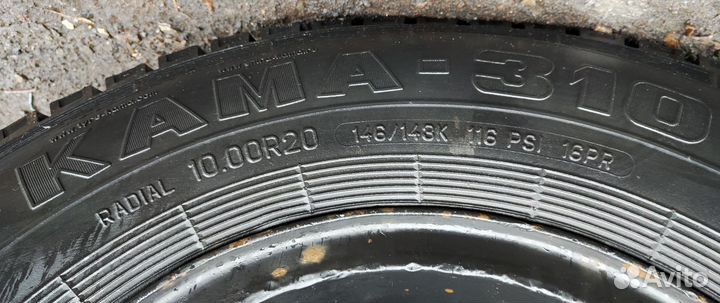 KAMA-310
RADIAL 10.00R20 146/143K 116 PSI 16PR
Avito